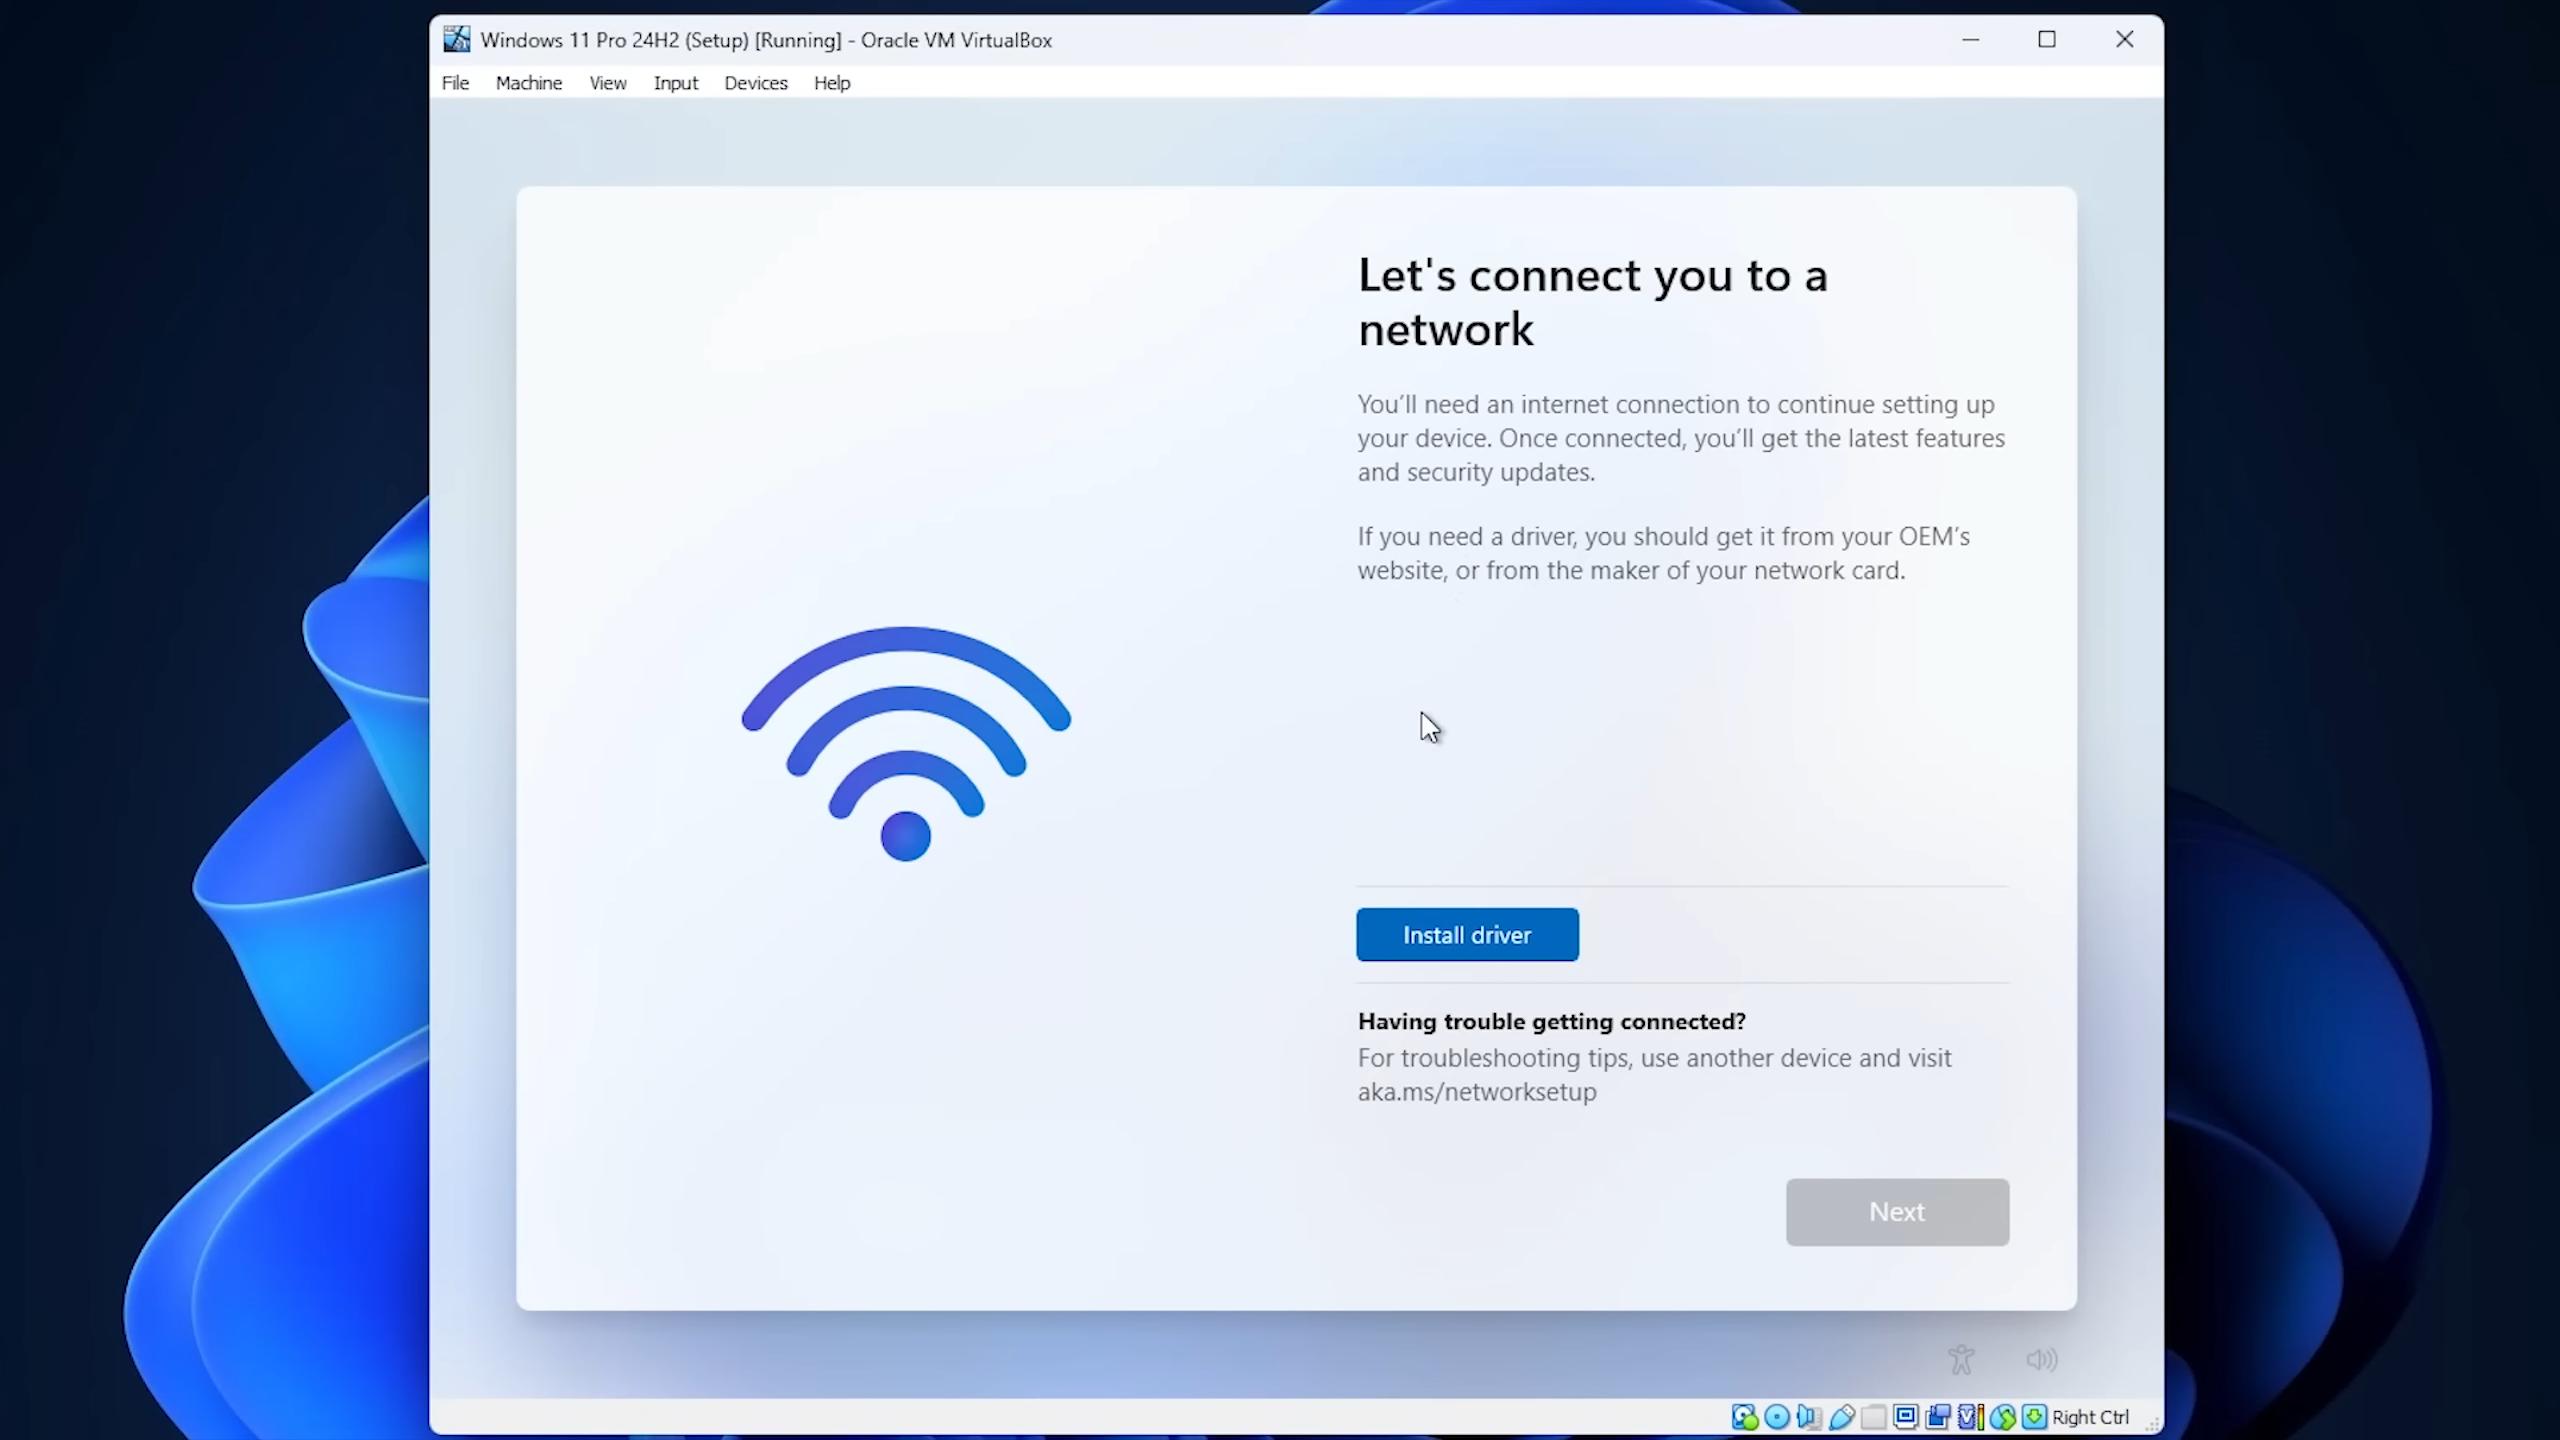 Windows 11 Pro 24H2 (Setup) [Running] - Oracle VM VirtualBox
File Machine View Input Devices Help
Let's connect you to a
network
You’ll need an internet connection to continue setting up
your device. Once connected, you’ll get the latest features
and security updates.
If you need a driver, you should get it from your OEM’s
website, or from the maker of your network card.
Install driver
Having trouble getting connected?
For troubleshooting tips, use another device and visit
aka.ms/networksetup
Next
Right Ctrl